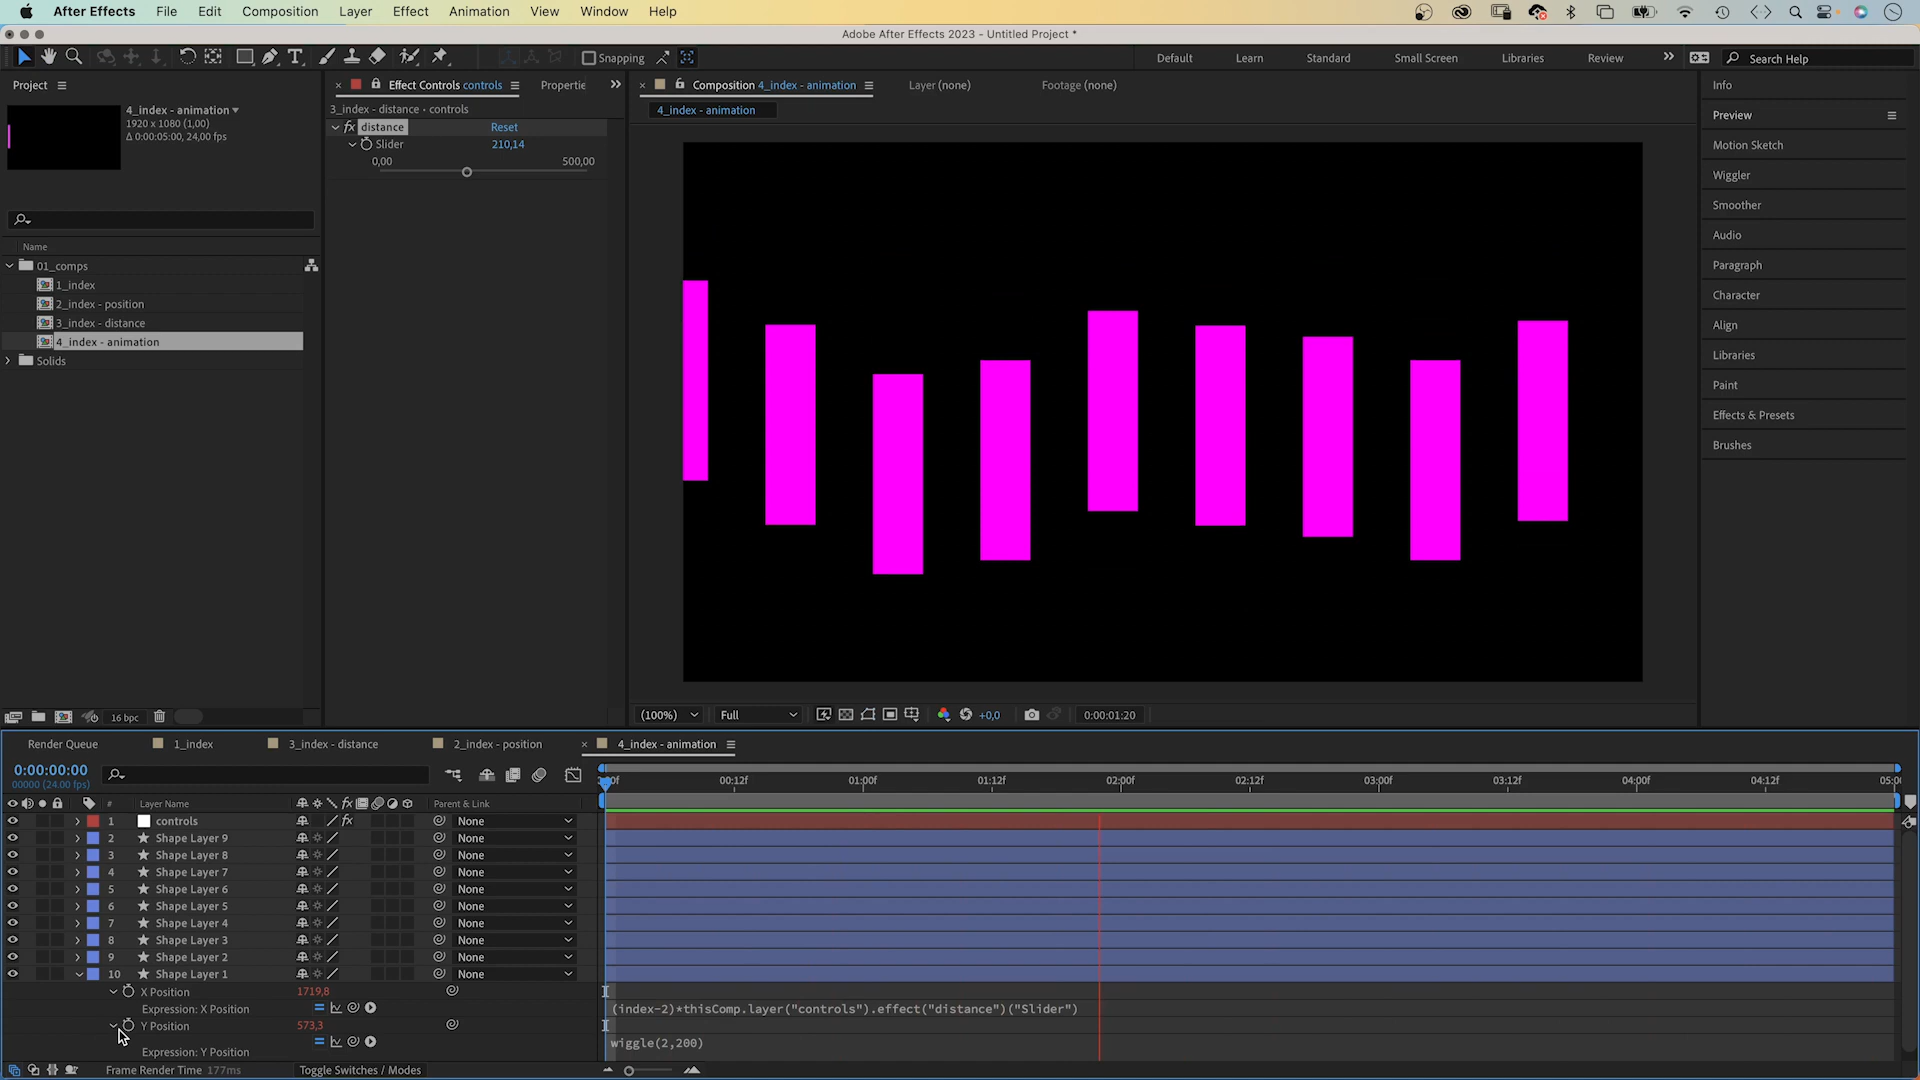 After Effects File Edit Composition Layer Effect Animation View Window Help
Adobe After Effects 2023 - Untitled Project *
Snapping Default Learn Standard Small Screen Libraries Review Search Help
Project
4_index - animation
1920 x 1080 (1,00)
Δ 0:00:05:00, 24,00 fps
Name
01_comps
1_index
2_index - position
3_index - distance
4_index - animation
Solids
16 bpc
Effect Controls controls Properti
3_index - distance • controls
fx distance Reset
Slider 210,14
0,00 500,00
Composition 4_index - animation Layer (none) Footage (none)
4_index - animation
(100%) Full +0,0 0:00:01:20
Info
Preview
Motion Sketch
Wiggler
Smoother
Audio
Paragraph
Character
Align
Libraries
Paint
Effects & Presets
Brushes
Render Queue 1_index 3_index - distance 2_index - position 4_index - animation
0:00:00:00
00000 (24.00 fps)
00f 00:12f 01:00f 01:12f 02:00f 02:12f 03:00f 03:12f 04:00f 04:12f 05:00
# Layer Name fx Parent & Link
1 controls fx None
2 Shape Layer 9 None
3 Shape Layer 8 None
4 Shape Layer 7 None
5 Shape Layer 6 None
6 Shape Layer 5 None
7 Shape Layer 4 None
8 Shape Layer 3 None
9 Shape Layer 2 None
10 Shape Layer 1 None
X Position 1719,8
Expression: X Position (index-2)*thisComp.layer("controls").effect("distance")("Slider")
Y Position 573,3
Expression: Y Position wiggle(2,200)
Frame Render Time 177ms Toggle Switches / Modes